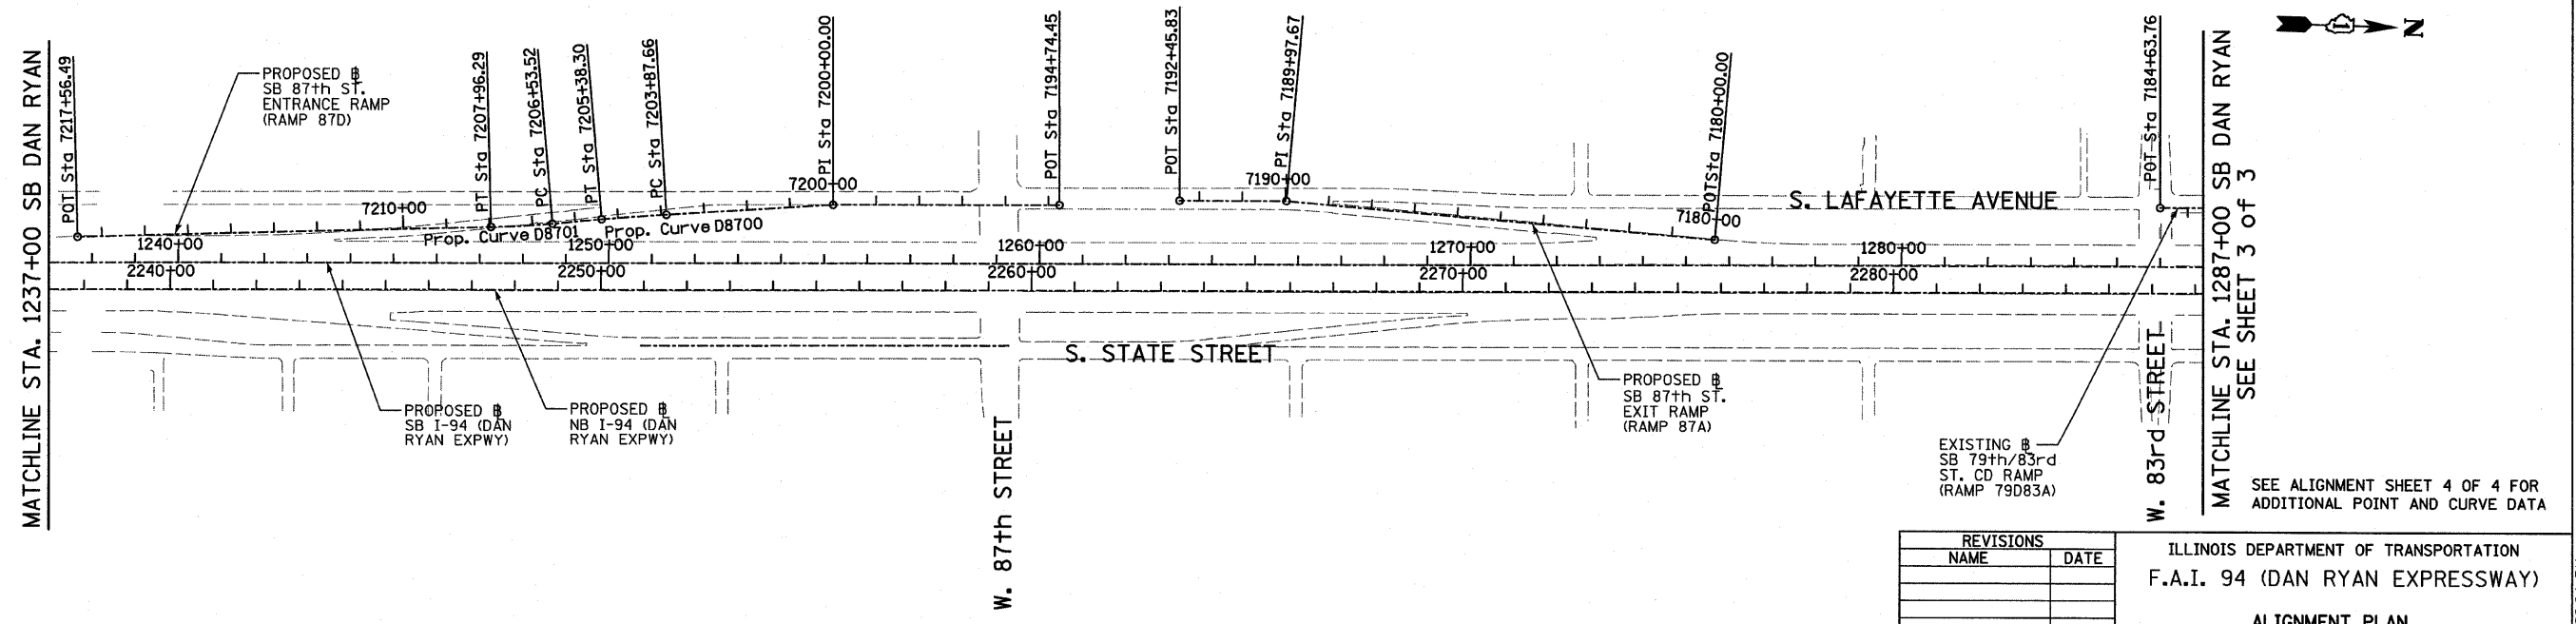 MATCHLINE STA. 1237+00 SB DAN RYAN
POT Sta 7217+56.49
PROPOSED ℄
SB 87th ST.
ENTRANCE RAMP
(RAMP 87D)
PT Sta 7207+96.29
PC Sta 7206+53.52
PT Sta 7205+38.30
PC Sta 7203+87.66
PI Sta 7200+00.00
POT Sta 7194+74.45
POT Sta 7192+45.83
PI Sta 7189+97.67
POTSta 7180+00.00
POT Sta 7184+63.76
MATCHLINE STA. 1287+00 SB DAN RYAN
SEE SHEET 3 of 3
1
N
7210+00
7200+00
7190+00
7180+00
S. LAFAYETTE AVENUE
Prop. Curve D8701
Prop. Curve D8700
1240+00
1250+00
1260+00
1270+00
1280+00
2240+00
2250+00
2260+00
2270+00
2280+00
S. STATE STREET
PROPOSED ℄
SB I-94 (DAN
RYAN EXPWY)
PROPOSED ℄
NB I-94 (DAN
RYAN EXPWY)
W. 87th STREET
PROPOSED ℄
SB 87th ST.
EXIT RAMP
(RAMP 87A)
EXISTING ℄
SB 79th/83rd
ST. CD RAMP
(RAMP 79D83A)
W. 83rd STREET
SEE ALIGNMENT SHEET 4 OF 4 FOR
ADDITIONAL POINT AND CURVE DATA
REVISIONS
NAME DATE
ILLINOIS DEPARTMENT OF TRANSPORTATION
F.A.I. 94 (DAN RYAN EXPRESSWAY)
ALIGNMENT PLAN